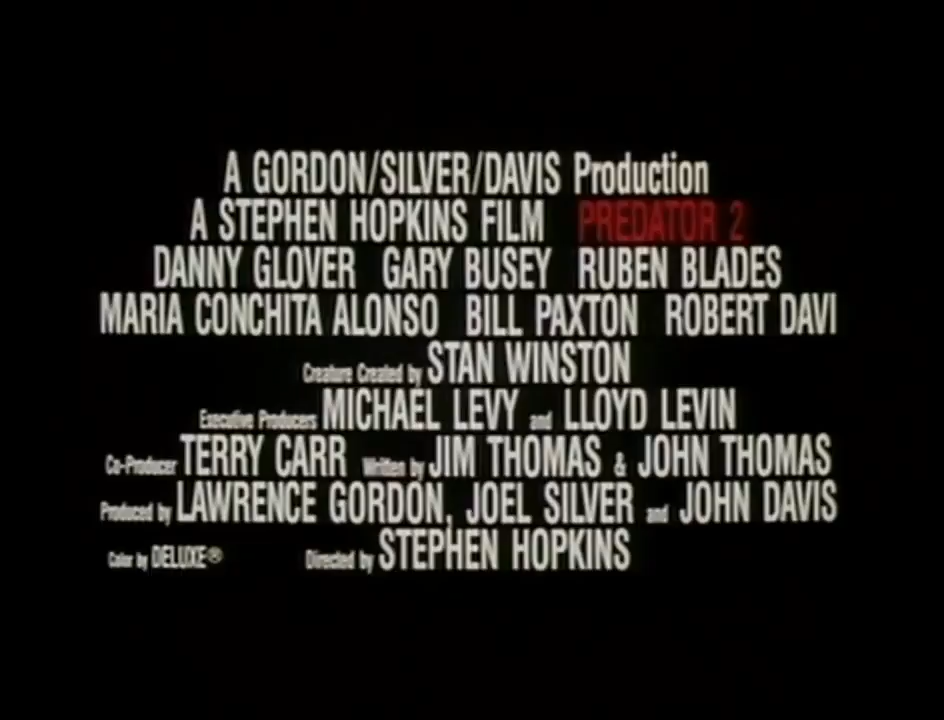 A GORDON/SILVER/DAVIS Production
A STEPHEN HOPKINS FILM PREDATOR 2
DANNY GLOVER GARY BUSEY RUBEN BLADES
MARIA CONCHITA ALONSO BILL PAXTON ROBERT DAVI
Creature Created by STAN WINSTON
Executive Producers MICHAEL LEVY and LLOYD LEVIN
Co-Producer TERRY CARR Written by JIM THOMAS & JOHN THOMAS
Produced by LAWRENCE GORDON, JOEL SILVER and JOHN DAVIS
Color by DELUXE® Directed by STEPHEN HOPKINS